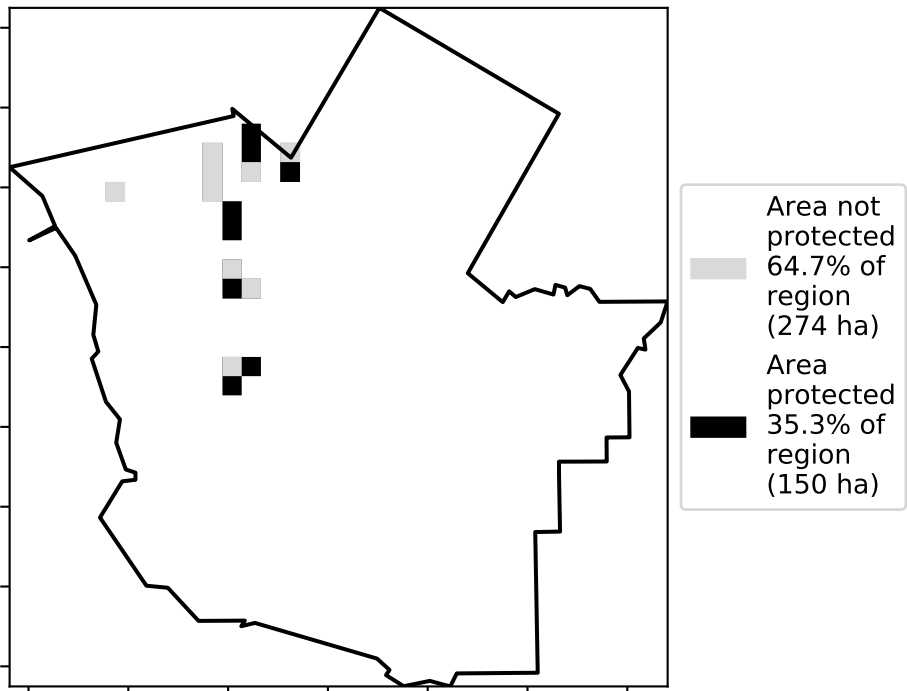 Area not
protected
64.7% of
region
(274 ha)
Area
protected
35.3% of
region
(150 ha)